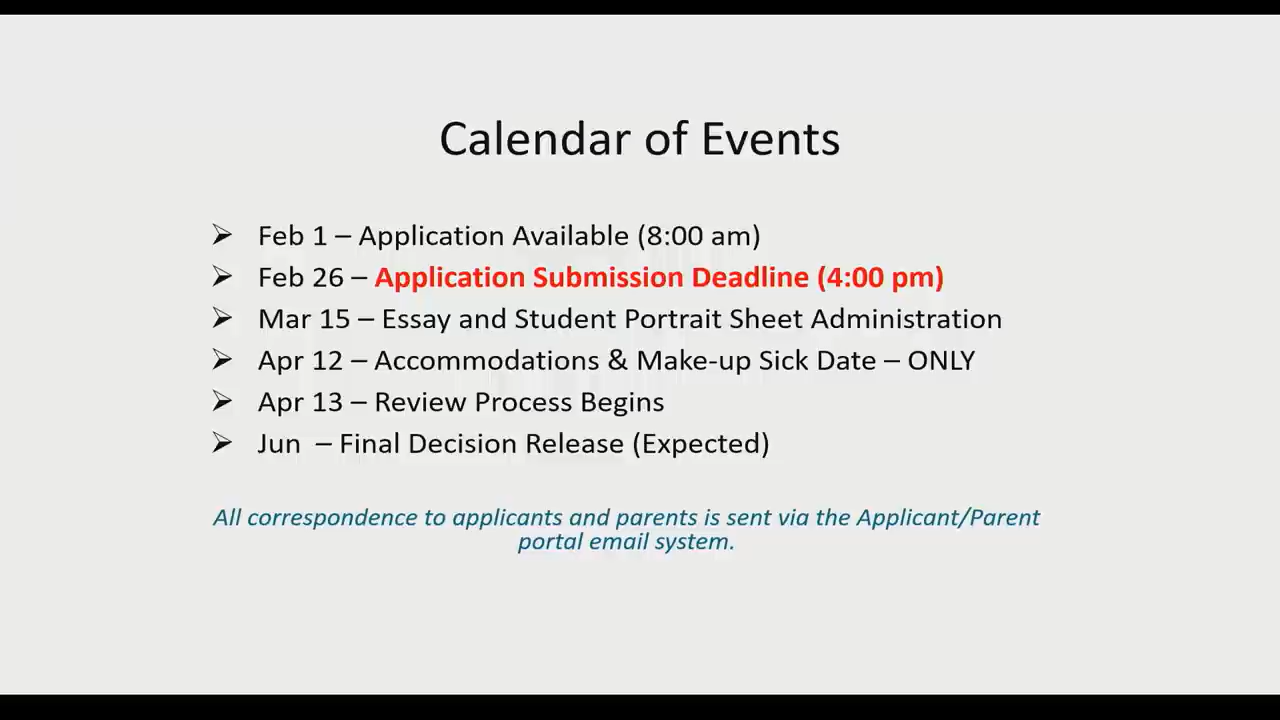 Calendar of Events
➢ Feb 1 – Application Available (8:00 am)
➢ Feb 26 – Application Submission Deadline (4:00 pm)
➢ Mar 15 – Essay and Student Portrait Sheet Administration
➢ Apr 12 – Accommodations & Make-up Sick Date – ONLY
➢ Apr 13 – Review Process Begins
➢ Jun – Final Decision Release (Expected)
All correspondence to applicants and parents is sent via the Applicant/Parent
portal email system.